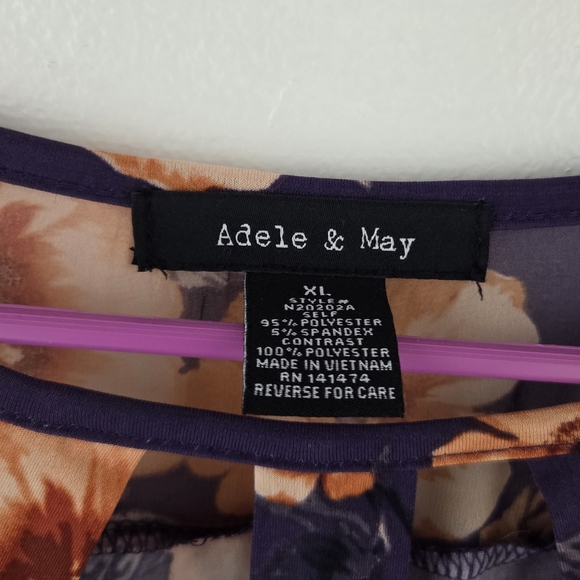 Adele & May
XL
STYLE#
N20202A
SELF
95% POLYESTER
5% SPANDEX
CONTRAST
100% POLYESTER
MADE IN VIETNAM
RN 141474
REVERSE FOR CARE